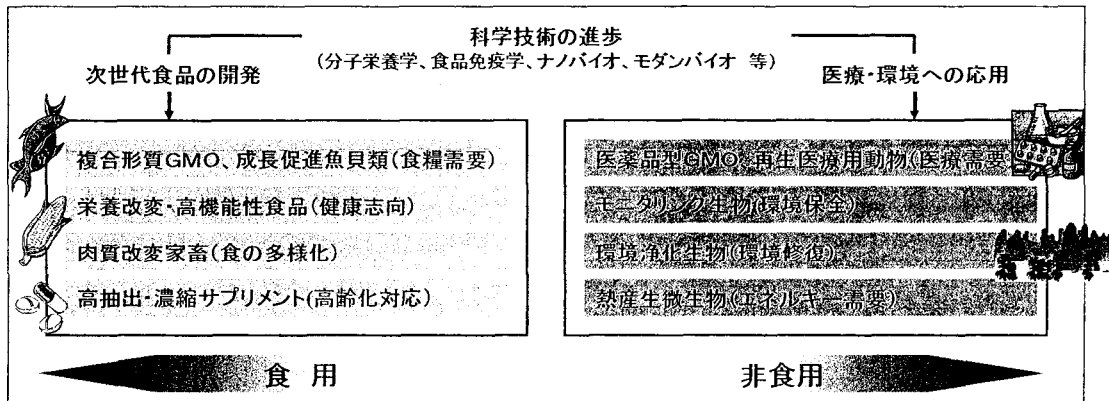 科学技術の進歩
(分子栄養学、食品免疫学、ナノバイオ、モダンバイオ 等)
次世代食品の開発
医療・環境への応用
複合形質GMO、成長促進魚貝類(食糧需要)
栄養改変・高機能性食品(健康志向)
肉質改変家畜(食の多様化)
高抽出・濃縮サプリメント(高齢化対応)
医薬品型GMO、再生医療用動物(医療需要
モニタリング生物(環境保全)
環境浄化生物(環境修復)
熱産生微生物(エネルギー需要)
食 用
非食用